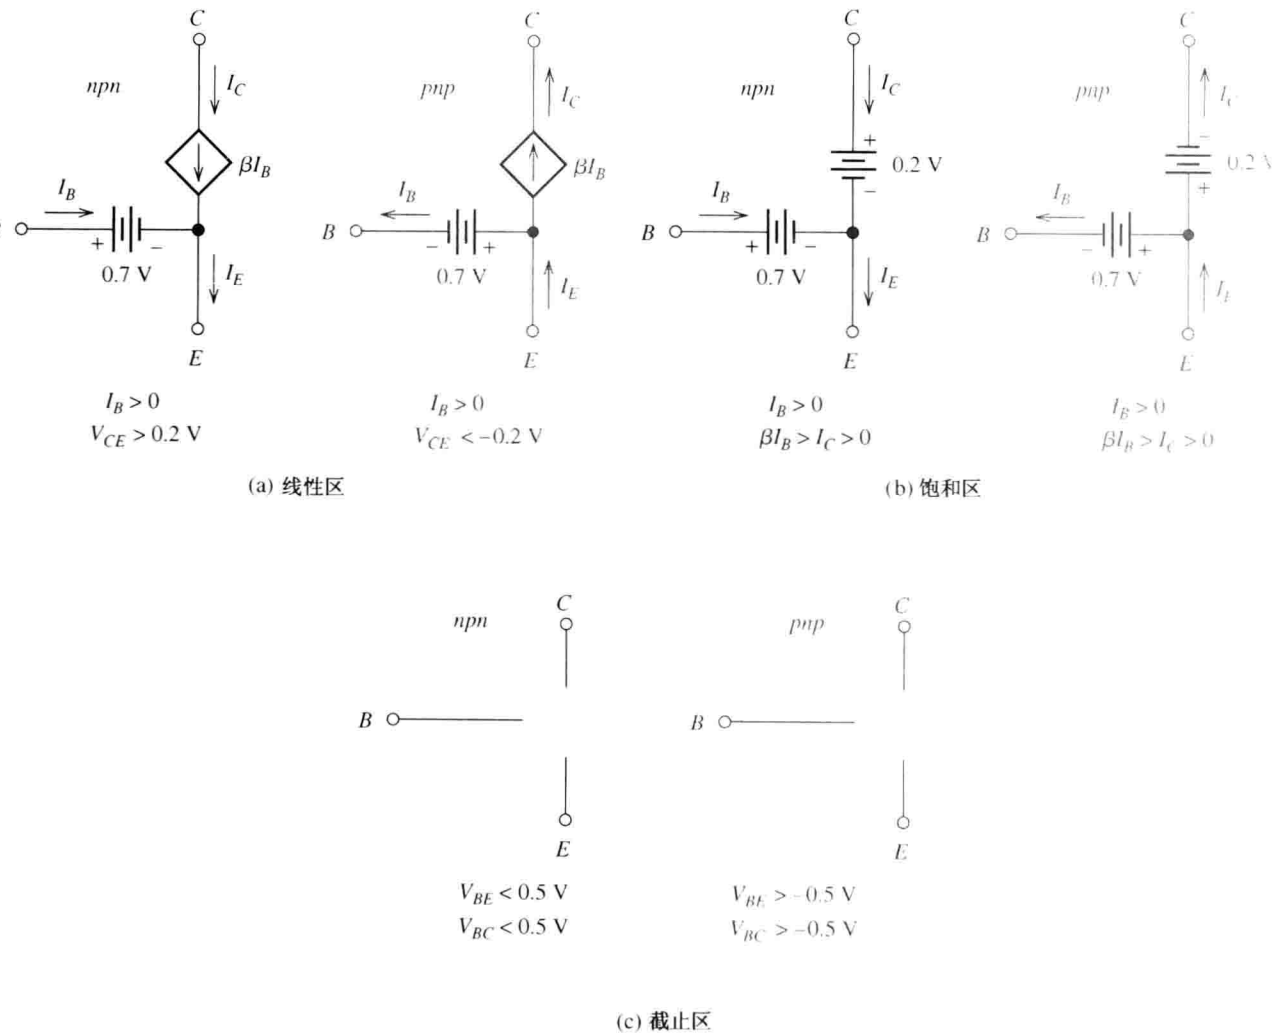 C C C C
npn I_C pnp I_C npn I_C pnp I_C
+ -
βI_B βI_B 0.2 V 0.2 V
I_B I_B I_B - I_B +
B B B
+ - - + + - - +
0.7 V I_E 0.7 V I_E 0.7 V I_E 0.7 V I_E
E E E E
I_B > 0 I_B > 0 I_B > 0 I_B > 0
V_CE > 0.2 V V_CE < -0.2 V βI_B > I_C > 0 βI_B > I_C > 0
(a) 线性区 (b) 饱和区
C C
npn pnp
B B
E E
V_BE < 0.5 V V_BE > -0.5 V
V_BC < 0.5 V V_BC > -0.5 V
(c) 截止区